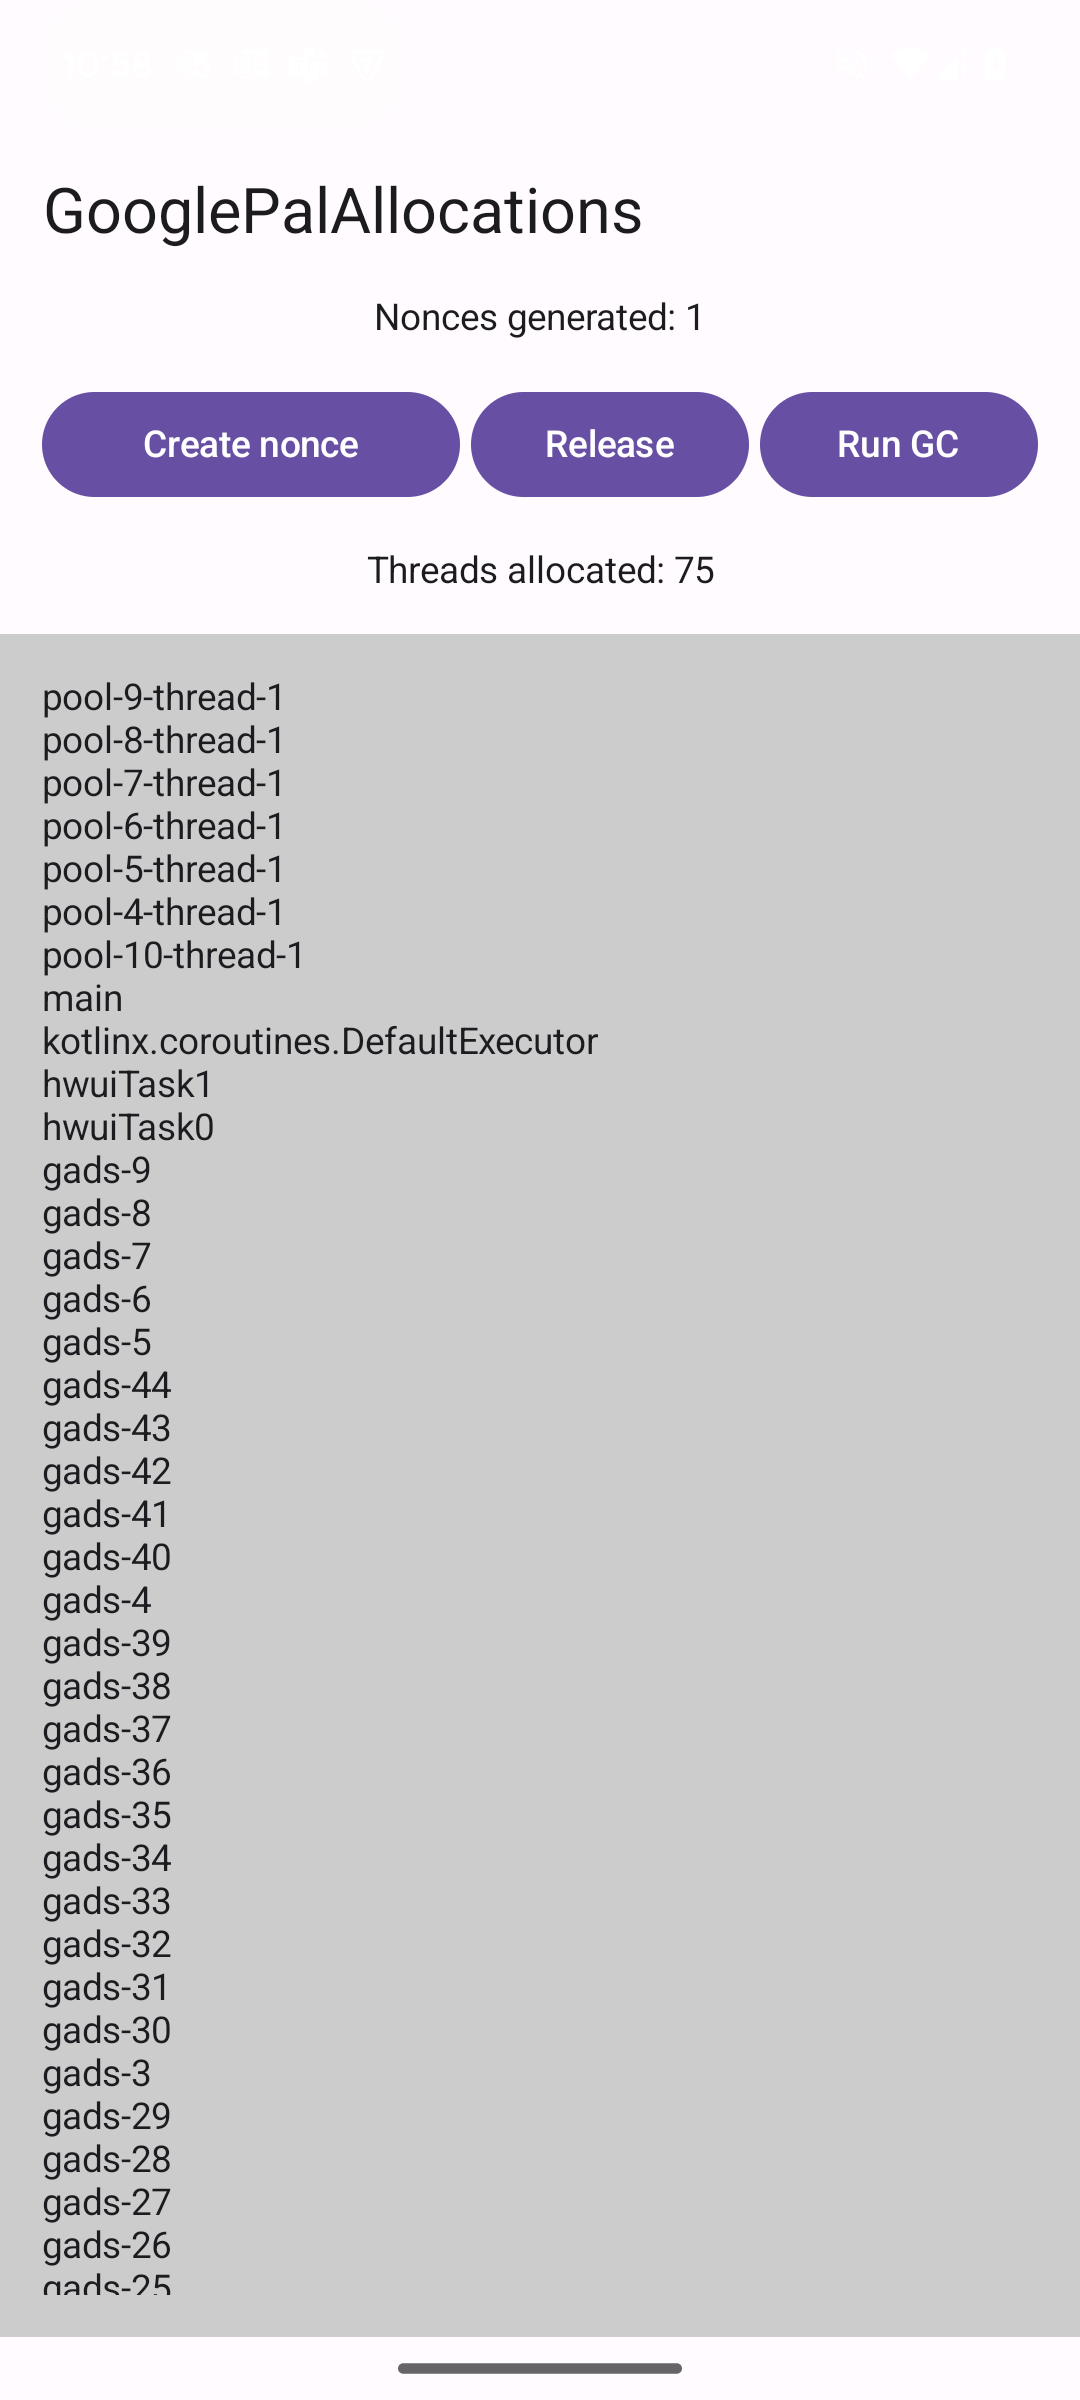 GooglePalAllocations
Nonces generated: 1
Create nonce
Release
Run GC
Threads allocated: 75
pool-9-thread-1
pool-8-thread-1
pool-7-thread-1
pool-6-thread-1
pool-5-thread-1
pool-4-thread-1
pool-10-thread-1
main
kotlinx.coroutines.DefaultExecutor
hwuiTask1
hwuiTask0
gads-9
gads-8
gads-7
gads-6
gads-5
gads-44
gads-43
gads-42
gads-41
gads-40
gads-4
gads-39
gads-38
gads-37
gads-36
gads-35
gads-34
gads-33
gads-32
gads-31
gads-30
gads-3
gads-29
gads-28
gads-27
gads-26
gads-25